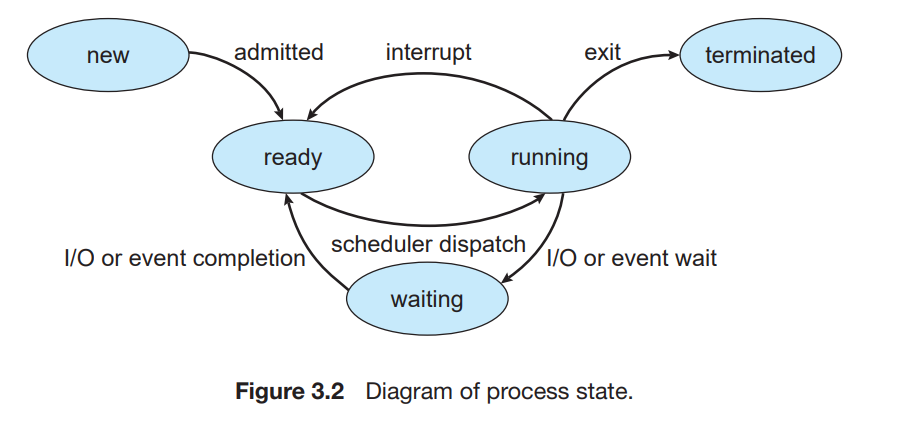 new
admitted
interrupt
exit
terminated
ready
running
scheduler dispatch
I/O or event completion
I/O or event wait
waiting
Figure 3.2 Diagram of process state.